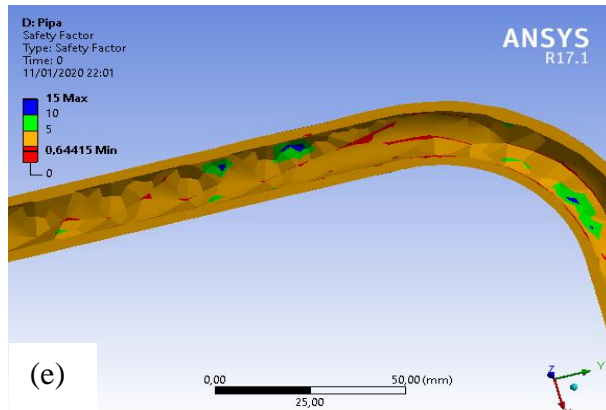 D: Pipa
Safety Factor
Type: Safety Factor
Time: 0
11/01/2020 22:01
ANSYS
R17.1
15 Max
10
5
0,64415 Min
0
(e)
0,00
50,00 (mm)
25,00
Z
Y